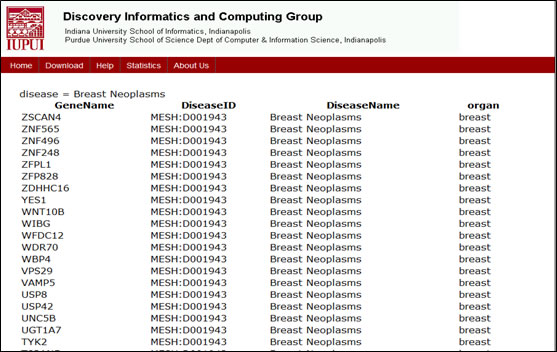 IUPUI
Discovery Informatics and Computing Group
Indiana University School of Informatics, Indianapolis
Purdue University School of Science Dept of Computer & Information Science, Indianapolis
Home Download Help Statistics About Us
disease = Breast Neoplasms
GeneName DiseaseID DiseaseName organ
ZSCAN4 MESH:D001943 Breast Neoplasms breast
ZNF565 MESH:D001943 Breast Neoplasms breast
ZNF496 MESH:D001943 Breast Neoplasms breast
ZNF248 MESH:D001943 Breast Neoplasms breast
ZFPL1 MESH:D001943 Breast Neoplasms breast
ZFP828 MESH:D001943 Breast Neoplasms breast
ZDHHC16 MESH:D001943 Breast Neoplasms breast
YES1 MESH:D001943 Breast Neoplasms breast
WNT10B MESH:D001943 Breast Neoplasms breast
WIBG MESH:D001943 Breast Neoplasms breast
WFDC12 MESH:D001943 Breast Neoplasms breast
WDR70 MESH:D001943 Breast Neoplasms breast
WBP4 MESH:D001943 Breast Neoplasms breast
VPS29 MESH:D001943 Breast Neoplasms breast
VAMP5 MESH:D001943 Breast Neoplasms breast
USP8 MESH:D001943 Breast Neoplasms breast
USP42 MESH:D001943 Breast Neoplasms breast
UNC5B MESH:D001943 Breast Neoplasms breast
UGT1A7 MESH:D001943 Breast Neoplasms breast
TYK2 MESH:D001943 Breast Neoplasms breast